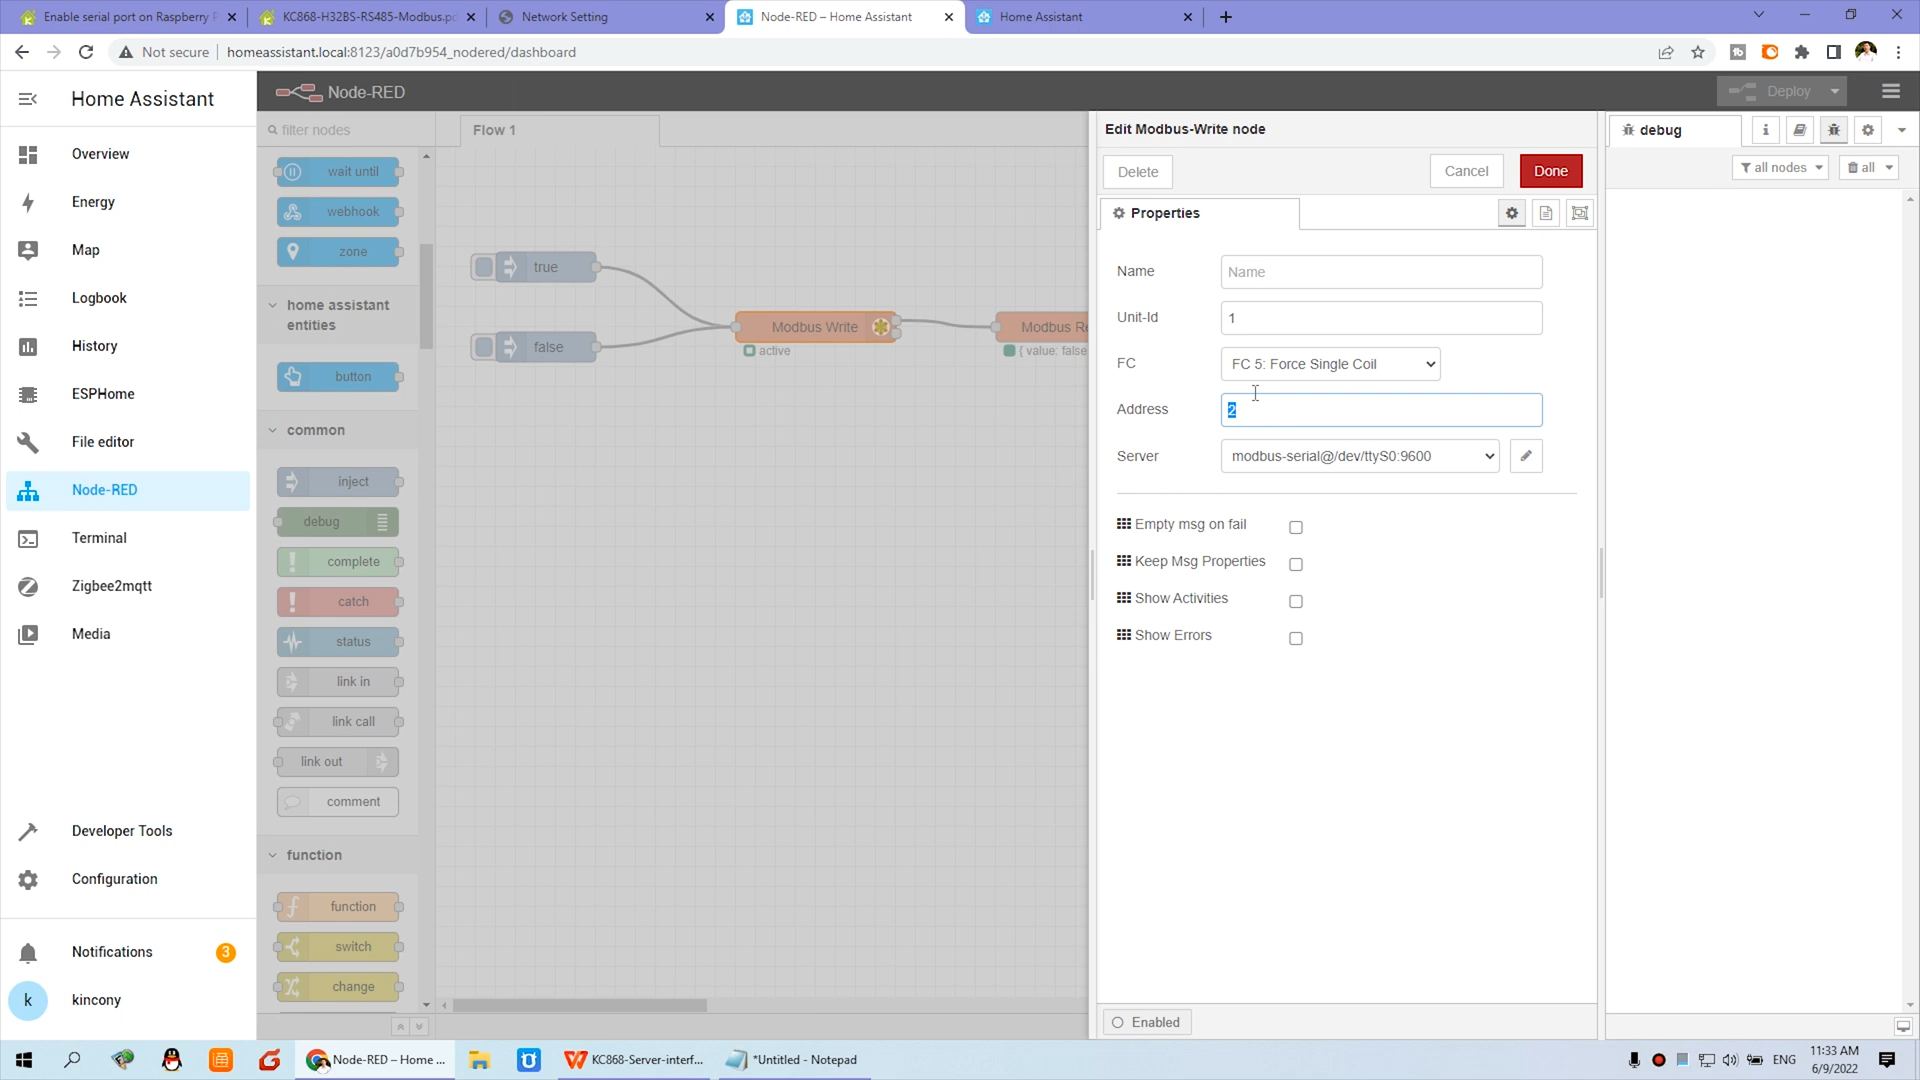 Enable serial port on Raspberry P
KC868-H32BS-RS485-Modbus.pd
Network Setting
Node-RED – Home Assistant
Home Assistant
Not secure
homeassistant.local:8123/a0d7b954_nodered/dashboard
Home Assistant
Node-RED
Deploy
Overview
Energy
Map
Logbook
History
ESPHome
File editor
Node-RED
Terminal
Zigbee2mqtt
Media
Developer Tools
Configuration
Notifications
3
k
kincony
filter nodes
wait until
webhook
zone
home assistant
entities
button
common
inject
debug
complete
catch
status
link in
link call
link out
comment
function
function
switch
change
Flow 1
true
false
Modbus Write
active
Modbus Re
{ value: false
Edit Modbus-Write node
Delete
Cancel
Done
Properties
Name
Name
Unit-Id
1
FC
FC 5: Force Single Coil
Address
2
Server
modbus-serial@/dev/ttyS0:9600
Empty msg on fail
Keep Msg Properties
Show Activities
Show Errors
Enabled
debug
all nodes
all
Node-RED – Home ...
KC868-Server-interf...
*Untitled - Notepad
ENG
11:33 AM
6/9/2022